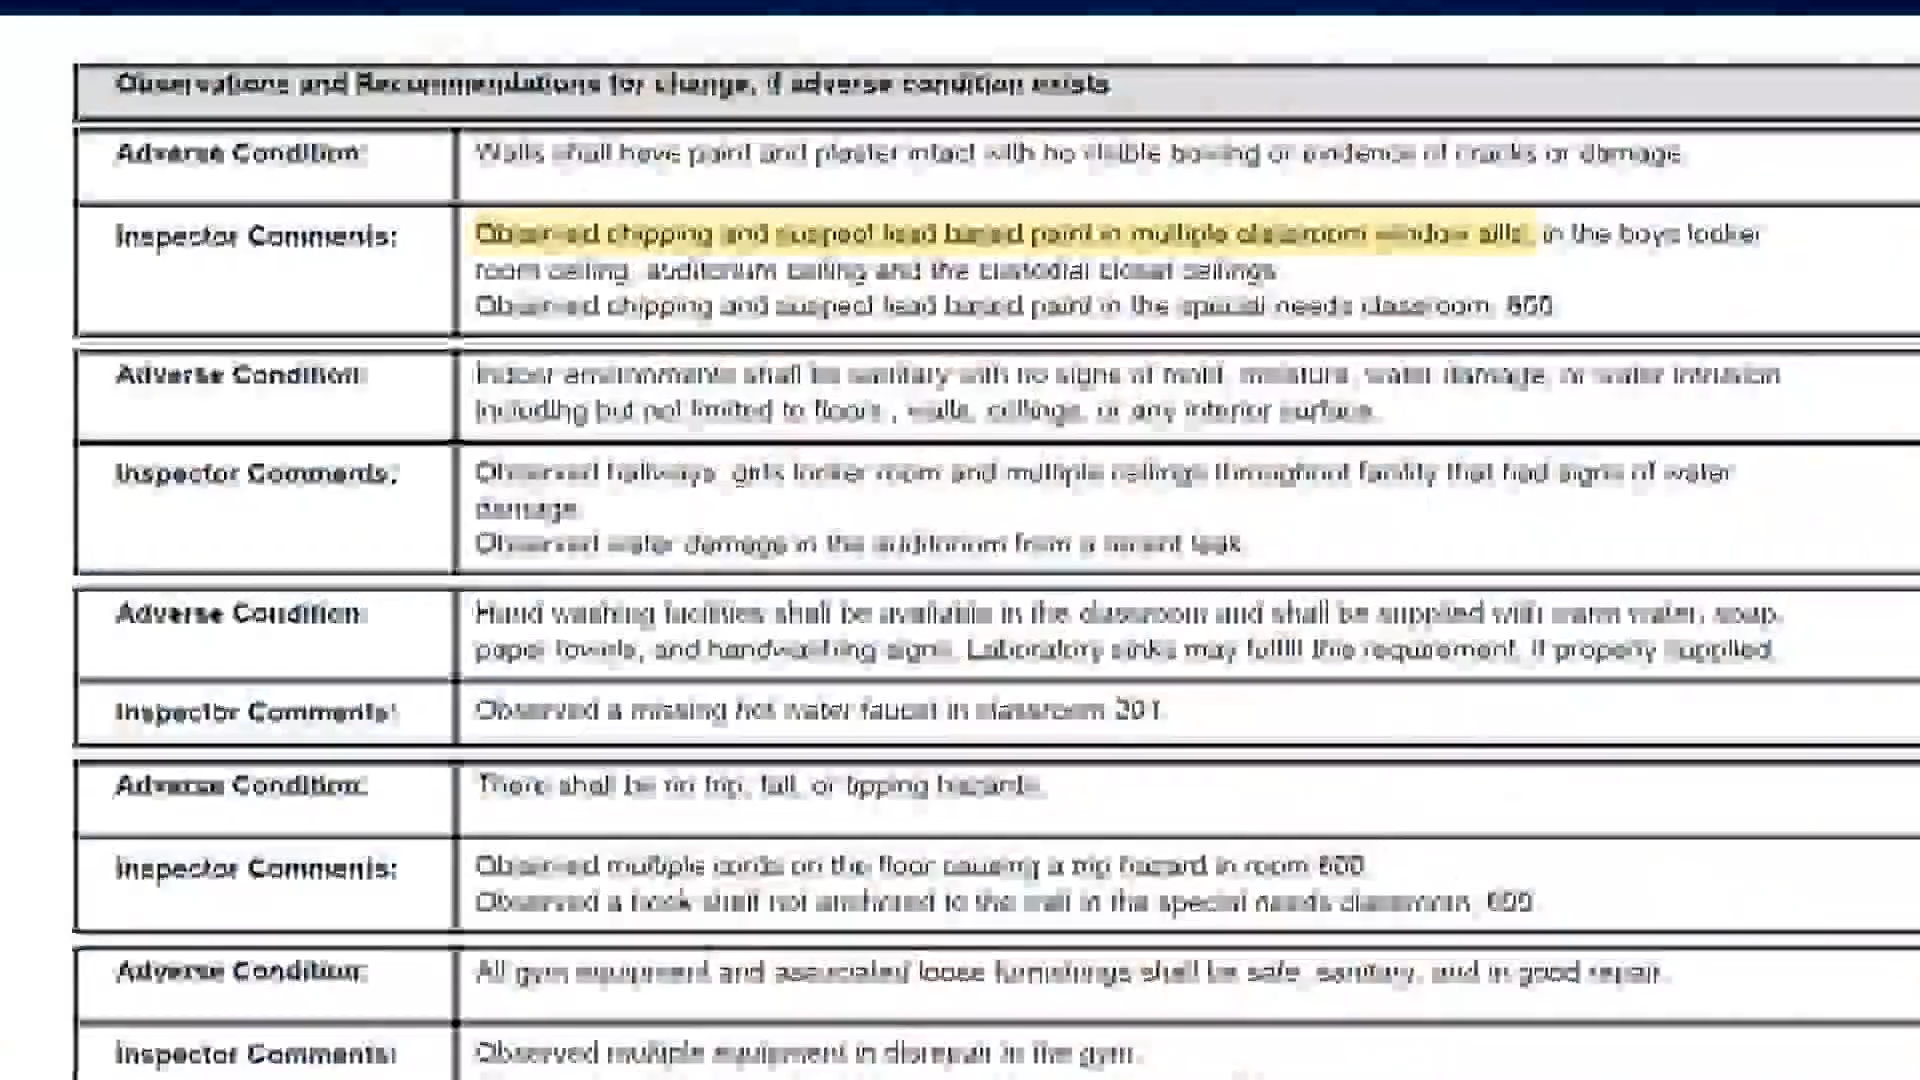 Observations and Recommendations for change, if adverse condition exists
Adverse Condition:
Walls shall have paint and plaster intact with no visible bowing or evidence of cracks or damage.
Inspector Comments:
Observed chipping and suspect lead based paint in multiple classroom window sills, in the boys locker
room ceiling, auditorium ceiling and the custodial closet ceilings.
Observed chipping and suspect lead based paint in the special needs classroom,
Adverse Condition:
Indoor environments shall be sanitary with no signs of mold, moisture, water damage, or water intrusion
including but not limited to floors, walls, ceilings, or any interior surface.
Inspector Comments:
Observed hallways, girls locker room and multiple ceilings throughout facility that had signs of water
damage.
Observed water damage in the auditorium from a recent leak.
Adverse Condition:
Hand washing facilities shall be available in the classroom and shall be supplied with warm water, soap,
paper towels, and handwashing signs. Laboratory sinks may fulfill this requirement, if properly supplied.
Inspector Comments:
Observed a missing hot water faucet in classroom 201.
Adverse Condition:
There shall be no trip, fall, or tipping hazards.
Inspector Comments:
Observed multiple cords on the floor causing a trip hazard in room 600.
Observed a book shelf not anchored to the wall in the special needs classroom,
Adverse Condition:
All gym equipment and associated loose furnishings shall be safe, sanitary, and in good repair.
Inspector Comments:
Observed multiple equipment in disrepair in the gym.